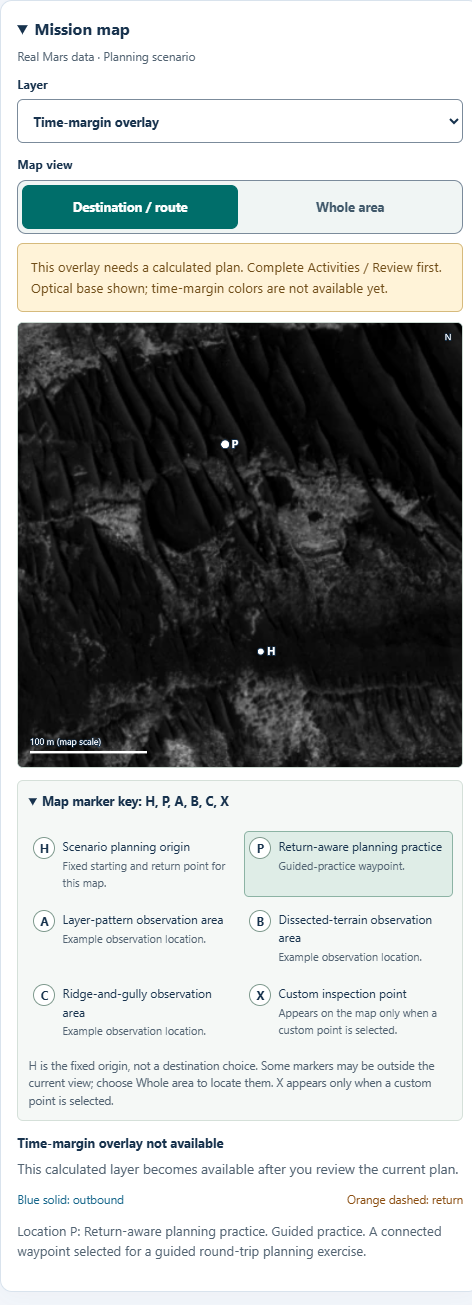 ▼ Mission map
Real Mars data · Planning scenario
Layer
Time-margin overlay
Map view
Destination / route
Whole area
This overlay needs a calculated plan. Complete Activities / Review first.
Optical base shown; time-margin colors are not available yet.
N
P
H
100 m (map scale)
▼ Map marker key: H, P, A, B, C, X
H
Scenario planning origin
Fixed starting and return point for
this map.
P
Return-aware planning practice
Guided-practice waypoint.
A
Layer-pattern observation area
Example observation location.
B
Dissected-terrain observation
area
Example observation location.
C
Ridge-and-gully observation
area
Example observation location.
X
Custom inspection point
Appears on the map only when a
custom point is selected.
H is the fixed origin, not a destination choice. Some markers may be outside the
current view; choose Whole area to locate them. X appears only when a custom
point is selected.
Time-margin overlay not available
This calculated layer becomes available after you review the current plan.
Blue solid: outbound
Orange dashed: return
Location P: Return-aware planning practice. Guided practice. A connected
waypoint selected for a guided round-trip planning exercise.